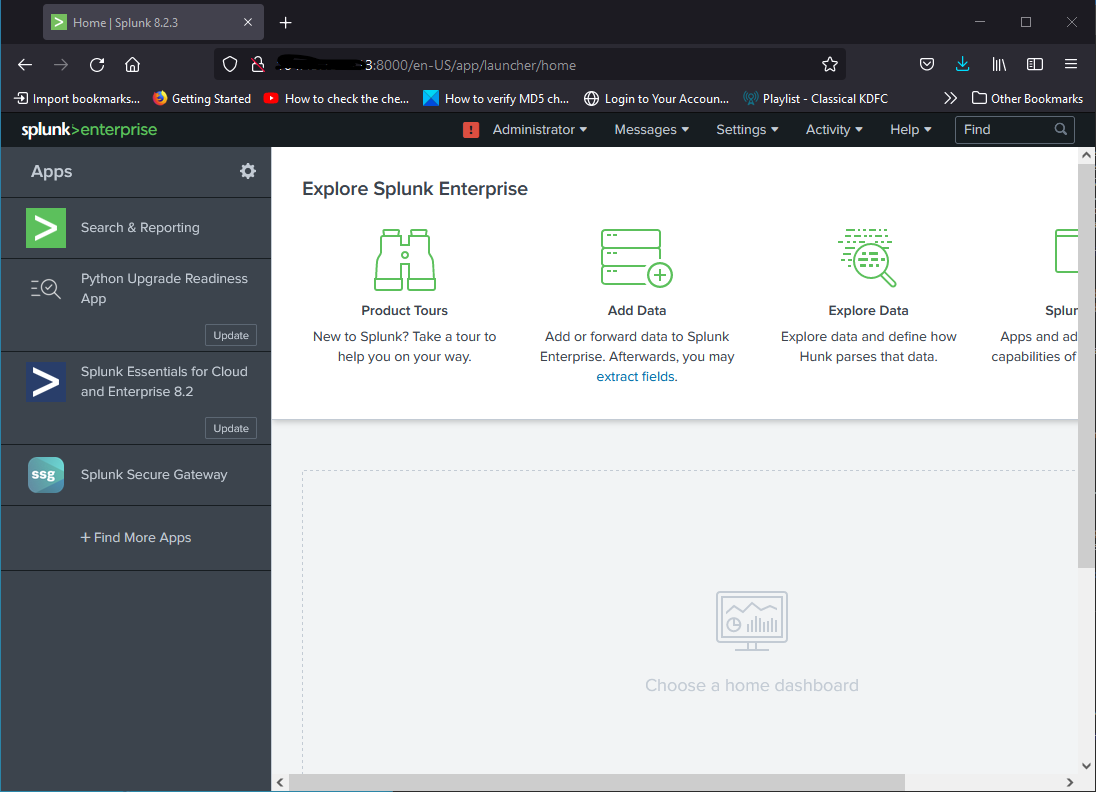 Home | Splunk 8.2.3
3:8000/en-US/app/launcher/home
Import bookmarks... Getting Started How to check the che... How to verify MD5 ch... Login to Your Accoun... Playlist - Classical KDFC Other Bookmarks
splunk>enterprise ! Administrator Messages Settings Activity Help Find
Apps
Search & Reporting
Python Upgrade Readiness
App
Update
Splunk Essentials for Cloud
and Enterprise 8.2
Update
ssg Splunk Secure Gateway
+ Find More Apps
Explore Splunk Enterprise
Product Tours
New to Splunk? Take a tour to
help you on your way.
Add Data
Add or forward data to Splunk
Enterprise. Afterwards, you may
extract fields.
Explore Data
Explore data and define how
Hunk parses that data.
Splun
Apps and ad
capabilities of
Choose a home dashboard